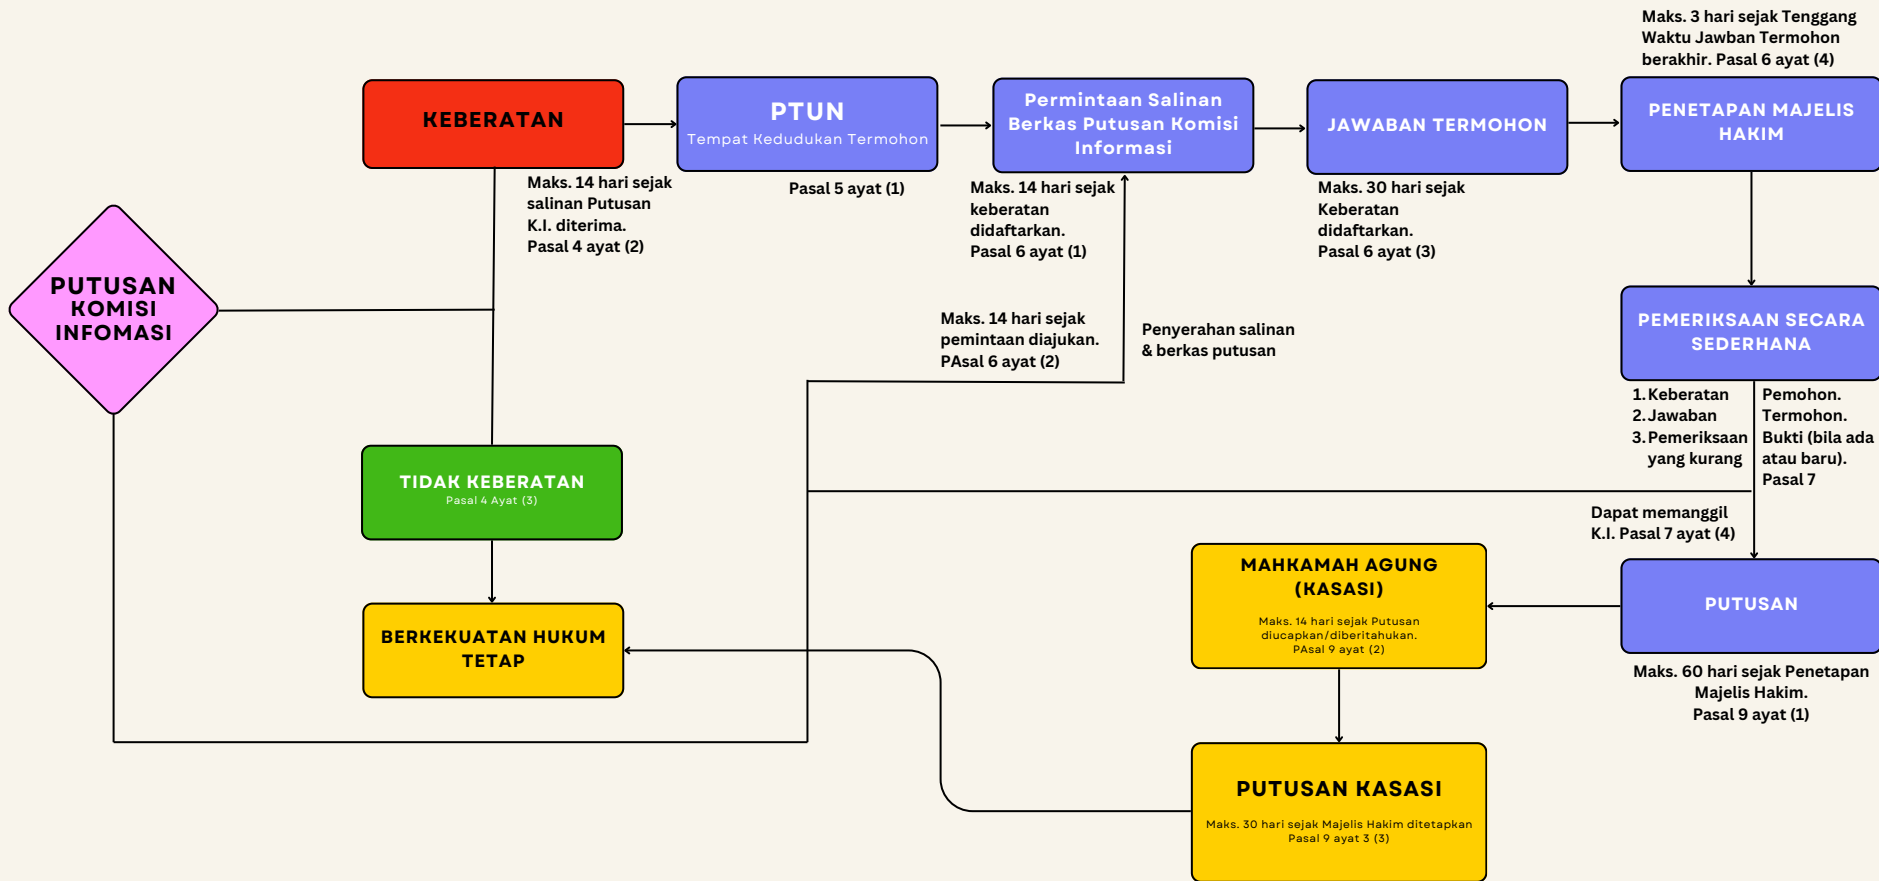 Maks. 3 hari sejak Tenggang
Waktu Jawban Termohon
berakhir. Pasal 6 ayat (4)
KEBERATAN
PTUN
Tempat Kedudukan Termohon
Permintaan Salinan
Berkas Putusan Komisi
Informasi
JAWABAN TERMOHON
PENETAPAN MAJELIS
HAKIM
Maks. 14 hari sejak
salinan Putusan
K.I. diterima.
Pasal 4 ayat (2)
Pasal 5 ayat (1)
Maks. 14 hari sejak
keberatan
didaftarkan.
Pasal 6 ayat (1)
Maks. 30 hari sejak
Keberatan
didaftarkan.
Pasal 6 ayat (3)
PUTUSAN
KOMISI
INFOMASI
Maks. 14 hari sejak
pemintaan diajukan.
PAsal 6 ayat (2)
Penyerahan salinan
& berkas putusan
PEMERIKSAAN SECARA
SEDERHANA
1. Keberatan
2. Jawaban
3. Pemeriksaan
yang kurang
Pemohon.
Termohon.
Bukti (bila ada
atau baru).
Pasal 7
TIDAK KEBERATAN
Pasal 4 Ayat (3)
Dapat memanggil
K.I. Pasal 7 ayat (4)
MAHKAMAH AGUNG
(KASASI)
Maks. 14 hari sejak Putusan
diucapkan/diberitahukan.
PAsal 9 ayat (2)
PUTUSAN
BERKEKUATAN HUKUM
TETAP
Maks. 60 hari sejak Penetapan
Majelis Hakim.
Pasal 9 ayat (1)
PUTUSAN KASASI
Maks. 30 hari sejak Majelis Hakim ditetapkan
Pasal 9 ayat 3 (3)